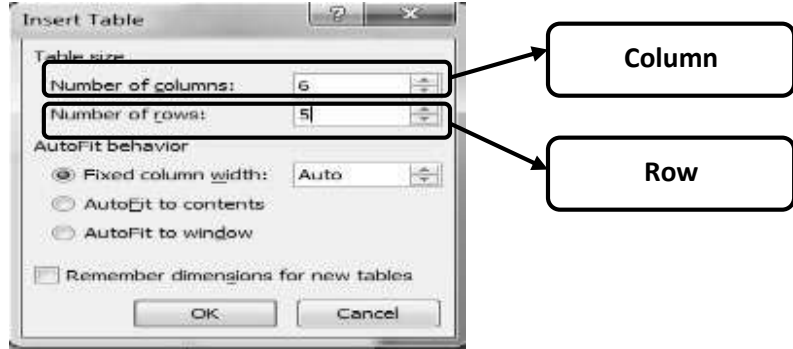 Insert Table
Table size
Number of columns: 6
Number of rows: 5
AutoFit behavior
Fixed column width: Auto
AutoFit to contents
AutoFit to window
Remember dimensions for new tables
OK Cancel
Column
Row